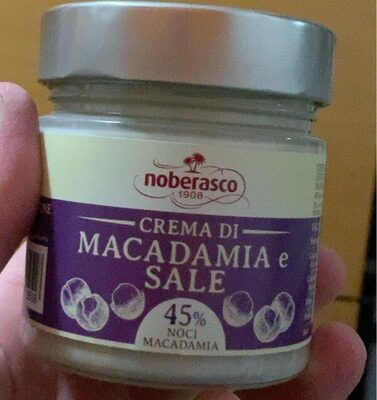 noberasco
1908
CREMA DI
MACADAMIA e
SALE
45%
NOCI
MACADAMIA